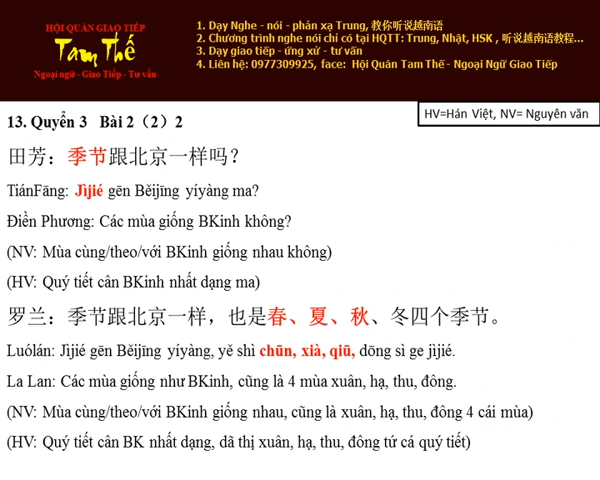 HỘI QUÁN GIAO TIẾP
Tam Thế
Ngoại ngữ - Giao Tiếp - Tư vấn
1. Dạy Nghe - nói - phản xạ Trung, 教你听说越南语
2. Chương trình nghe nói chỉ có tại HQTT: Trung, Nhật, HSK , 听说越南语教程...
3. Dạy giao tiếp - ứng xử - tư vấn
4. Liên hệ: 0977309925, face: Hội Quán Tam Thế - Ngoại Ngữ Giao Tiếp
HV=Hán Việt, NV= Nguyên văn
13. Quyển 3 Bài 2 (2) 2
田芳：季节跟北京一样吗？
TiánFāng: Jìjié gēn Běijīng yíyàng ma?
Điền Phương: Các mùa giống BKinh không?
(NV: Mùa cùng/theo/với BKinh giống nhau không)
(HV: Quý tiết cân BKinh nhất dạng ma)
罗兰：季节跟北京一样，也是春、夏、秋、冬四个季节。
Luólán: Jìjié gēn Běijīng yíyàng, yě shì chūn, xià, qiū, dōng sì ge jìjié.
La Lan: Các mùa giống như BKinh, cũng là 4 mùa xuân, hạ, thu, đông.
(NV: Mùa cùng/theo/với BKinh giống nhau, cũng là xuân, hạ, thu, đông 4 cái mùa)
(HV: Quý tiết cân BK nhất dạng, dã thị xuân, hạ, thu, đông tứ cá quý tiết)